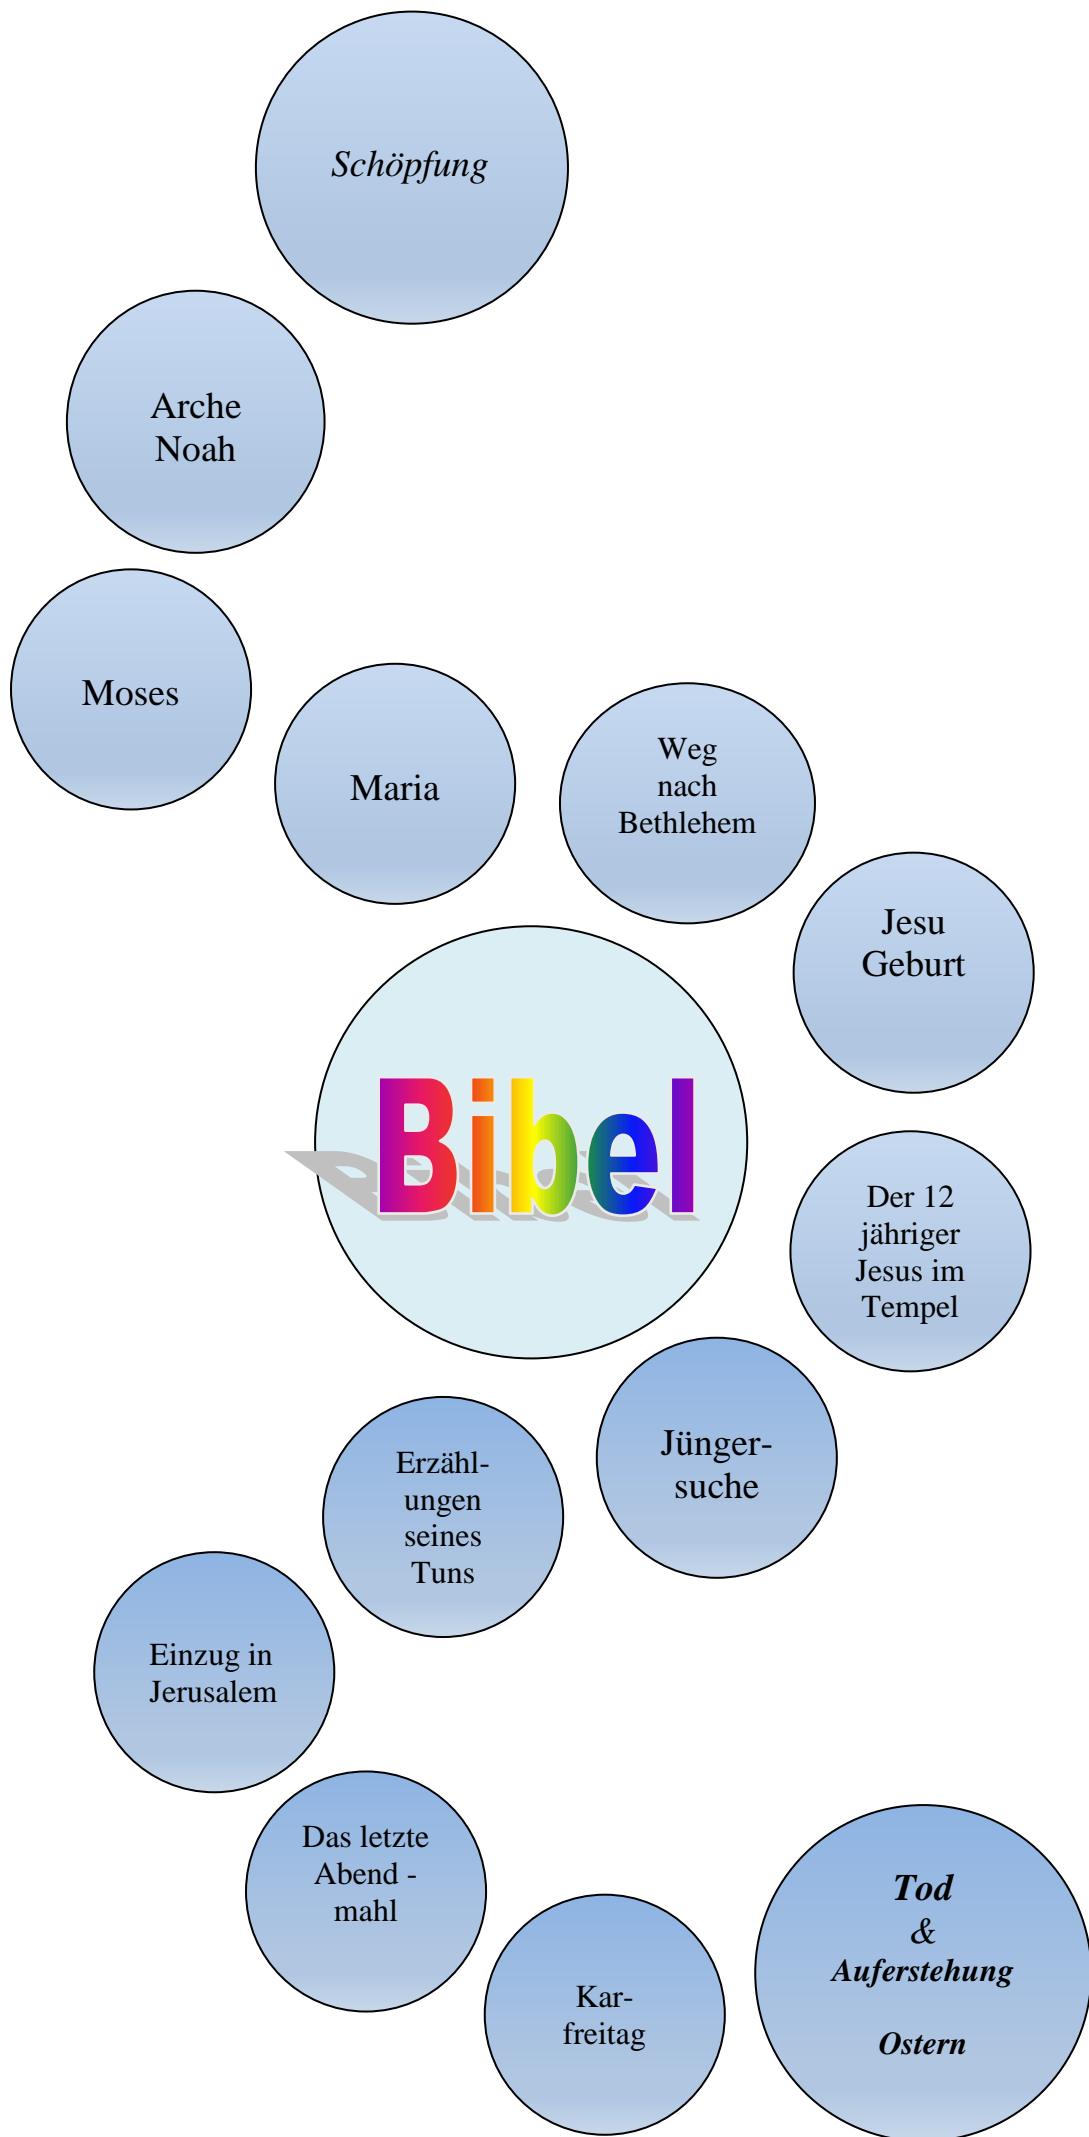 Schöpfung
Arche
Noah
Moses
Maria
Weg
nach
Bethlehem
Jesu
Geburt
Bibel
Der 12
jähriger
Jesus im
Tempel
Jünger-
suche
Erzähl-
ungen
seines
Tuns
Einzug in
Jerusalem
Das letzte
Abend -
mahl
Kar-
freitag
Tod
&
Auferstehung
Ostern